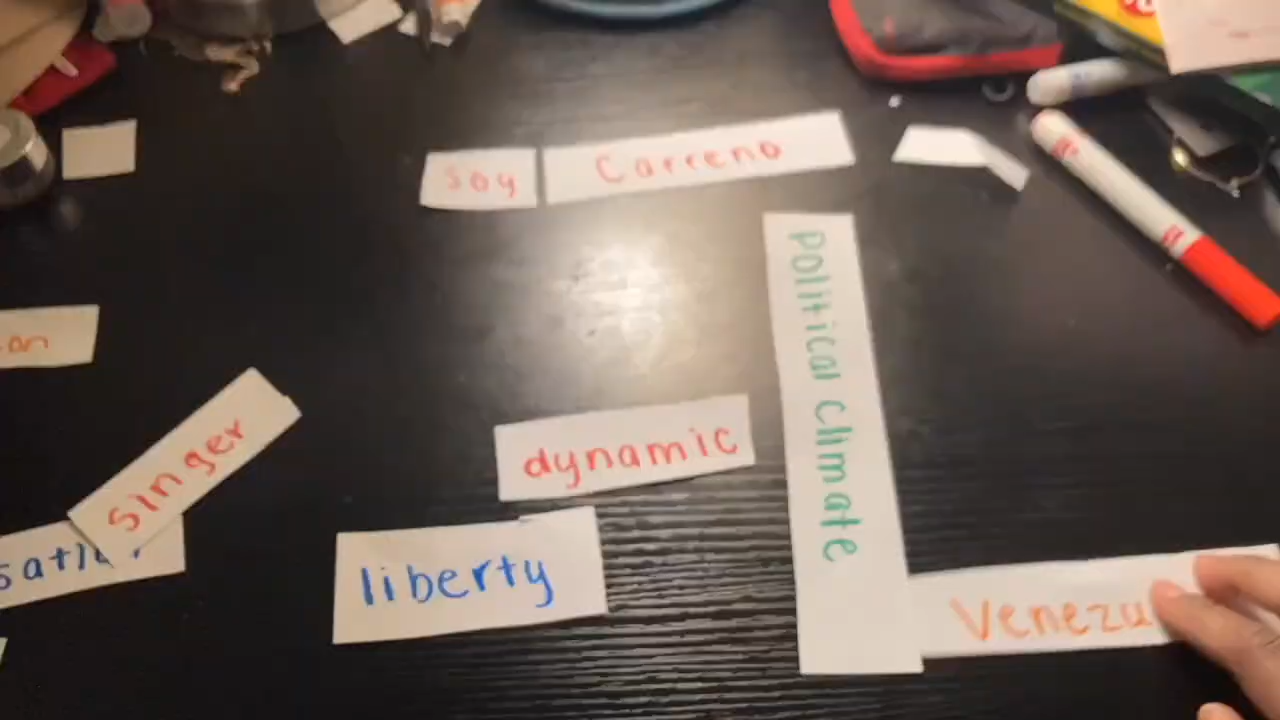 soy Carreno
Political Climate
singer
dynamic
liberty